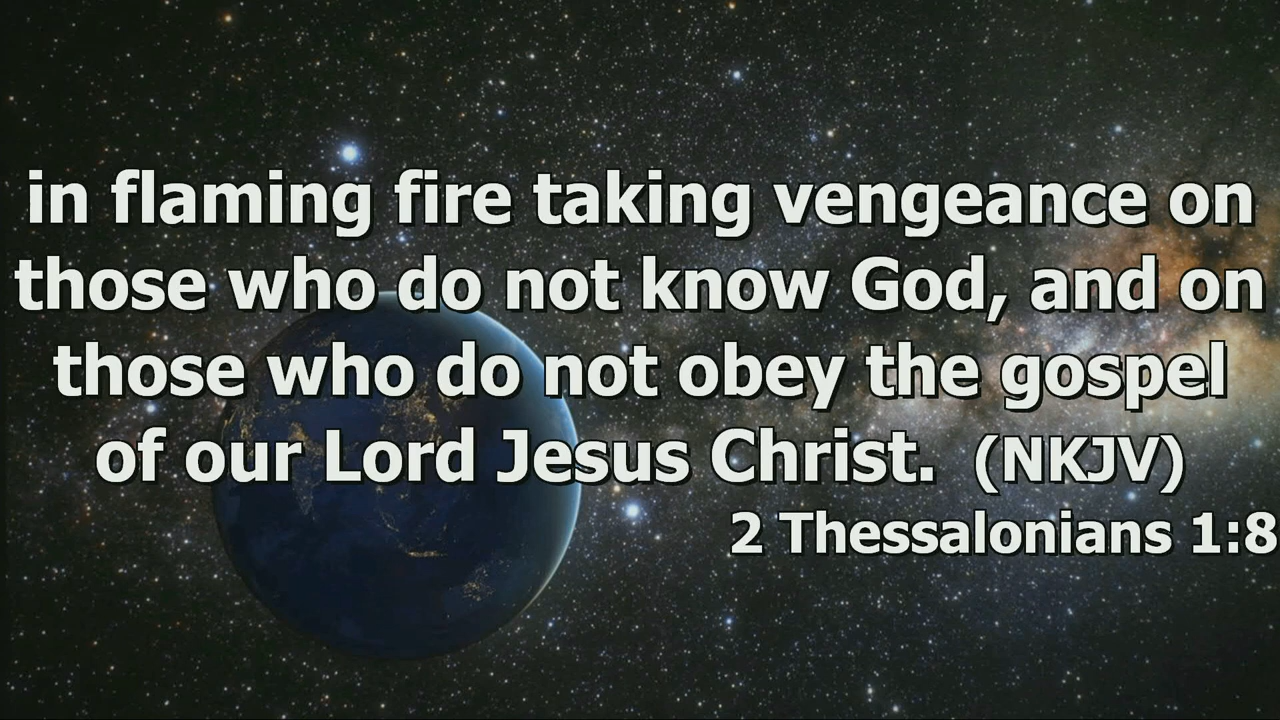 in flaming fire taking vengeance on
those who do not know God, and on
those who do not obey the gospel
of our Lord Jesus Christ. (NKJV)
2 Thessalonians 1:8